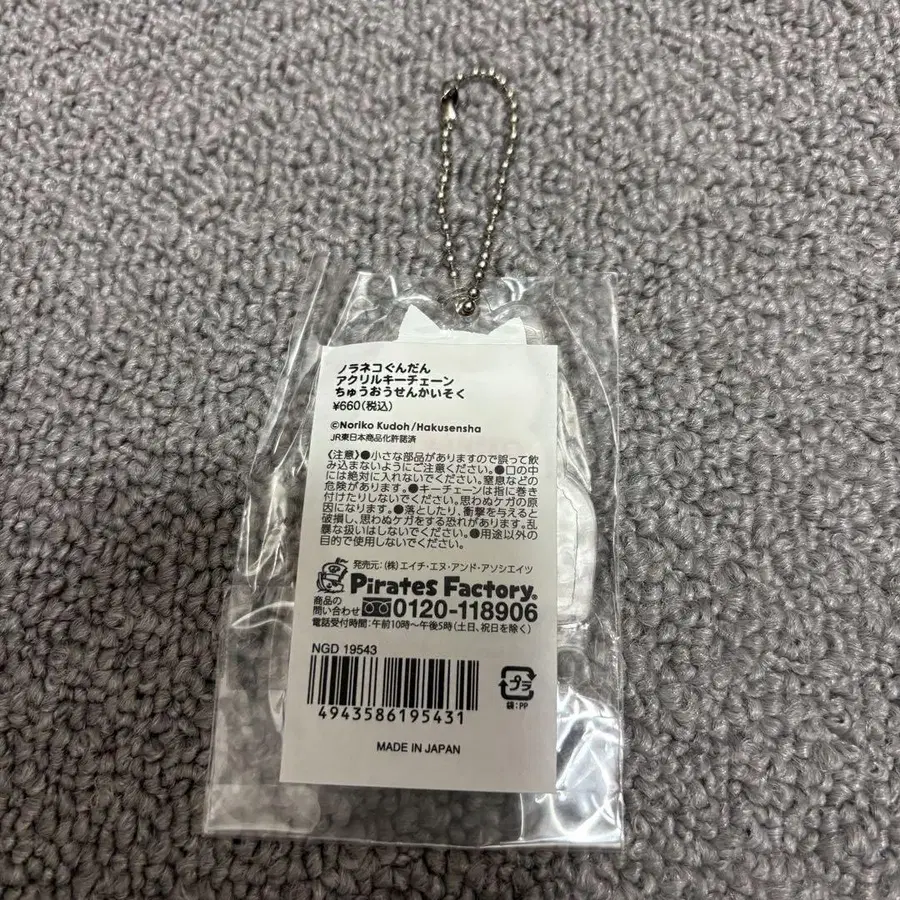 ノラネコぐんだん
アクリルキーチェーン
ちゅうおうせんかいそく
¥660(税込)
©Noriko Kudoh/Hakusensha
JR東日本商品化許諾済
《注意》●小さな部品がありますので誤って飲
み込まないようにご注意ください。●口の中
には絶対に入れないでください。窒息などの
危険があります。●キーチェーンは指に巻き
付けたりしないでください。思わぬケガの原
因になります。●落としたり、衝撃を与えると
破損し、思わぬケガをする恐れがあります。乱
暴な扱いはしないでください。●用途以外の
目的で使用しないでください。
発売元:(株)エイチ・エヌ・アンド・アソシエイツ
Pirates Factory®
商品の
問い合わせ 0120-118906
電話受付時間:午前10時〜午後5時(土日、祝日を除く)
NGD 19543
4943586195431
プラ
袋:PP
MADE IN JAPAN